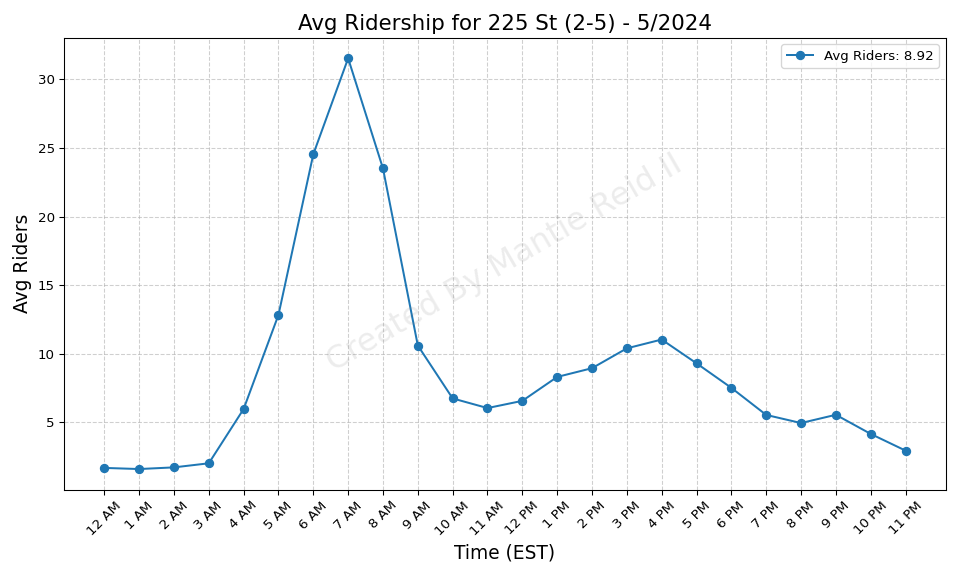 Avg Ridership for 225 St (2-5) - 5/2024
Avg Riders: 8.92
30
25
20
15
10
5
Avg Riders
Created By Mantie Reid II
12 AM
1 AM
2 AM
3 AM
4 AM
5 AM
6 AM
7 AM
8 AM
9 AM
10 AM
11 AM
12 PM
1 PM
2 PM
3 PM
4 PM
5 PM
6 PM
7 PM
8 PM
9 PM
10 PM
11 PM
Time (EST)